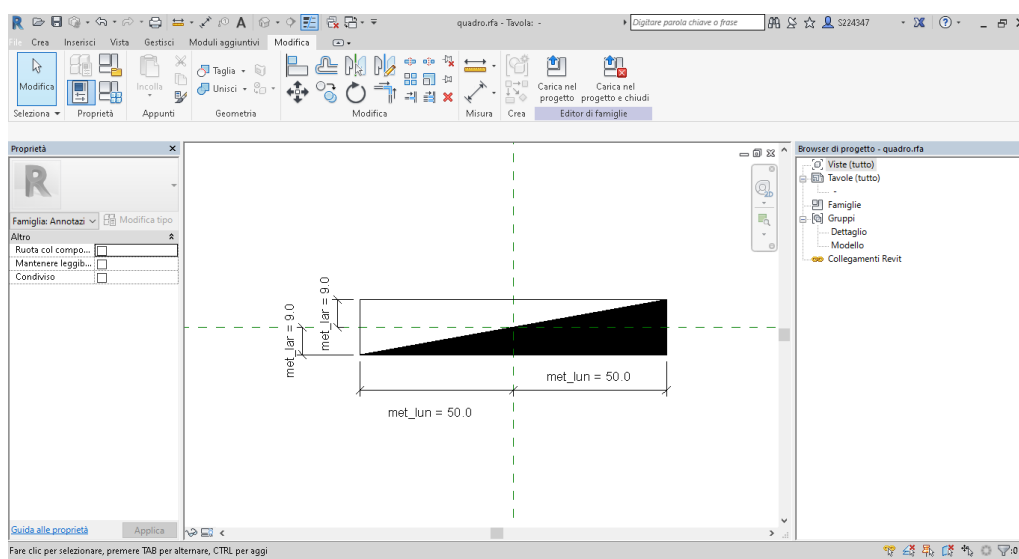 quadro.rfa - Tavola: -
Digitare parola chiave o frase
S224347
File Crea Inserisci Vista Gestisci Moduli aggiuntivi Modifica
Modifica
Incolla
Taglia
Unisci
Carica nel progetto
Carica nel progetto e chiudi
Seleziona
Proprietà
Appunti
Geometria
Modifica
Misura
Crea
Editor di famiglie
Proprietà
R
Famiglia: Annotazi
Modifica tipo
Altro
Ruota col compo...
Mantenere leggib...
Condiviso
Guida alle proprietà
Applica
met_lar = 9.0
met_lar = 9.0
met_lun = 50.0
met_lun = 50.0
Browser di progetto - quadro.rfa
Viste (tutto)
Tavole (tutto)
-
Famiglie
Gruppi
Dettaglio
Modello
Collegamenti Revit
Fare clic per selezionare, premere TAB per alternare, CTRL per aggi
:0